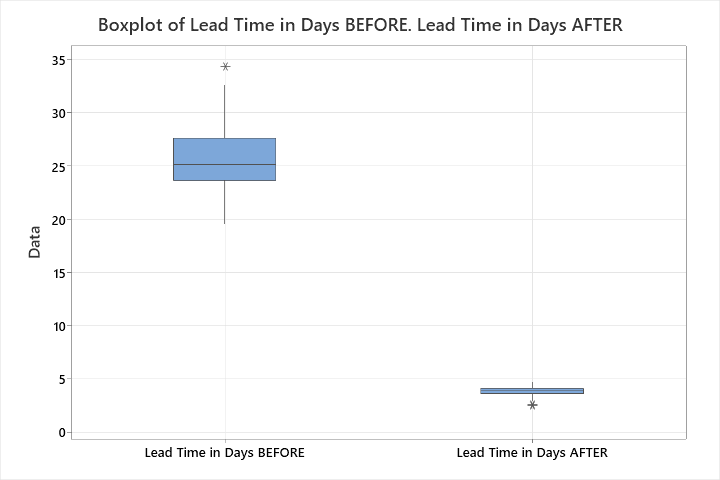 Boxplot of Lead Time in Days BEFORE. Lead Time in Days AFTER
35
30
25
20
15
10
5
0
Data
Lead Time in Days BEFORE
Lead Time in Days AFTER